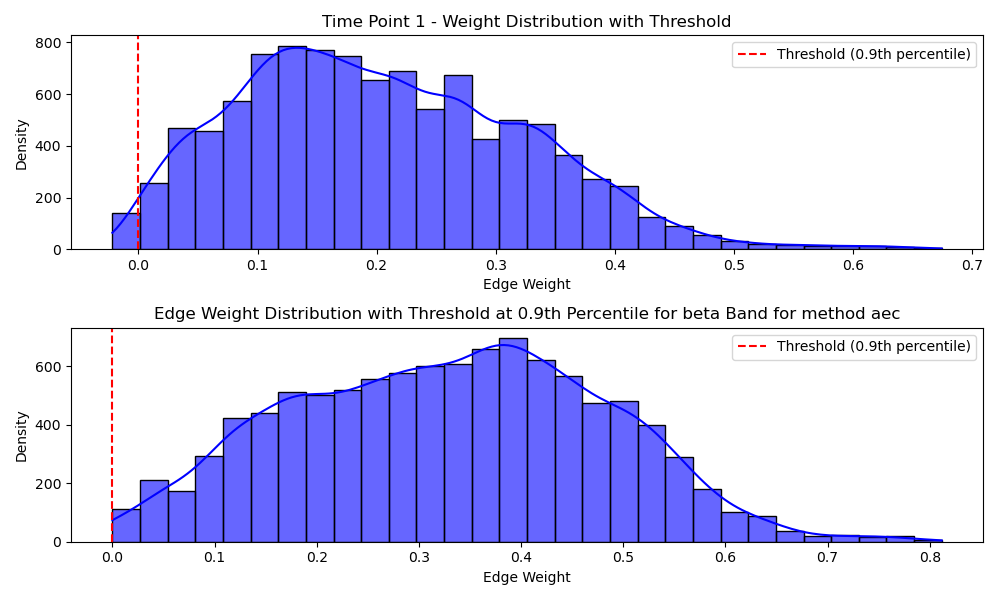 Time Point 1 - Weight Distribution with Threshold
Threshold (0.9th percentile)
Density
800
600
400
200
0
0.0 0.1 0.2 0.3 0.4 0.5 0.6 0.7
Edge Weight
Edge Weight Distribution with Threshold at 0.9th Percentile for beta Band for method aec
Threshold (0.9th percentile)
Density
600
400
200
0
0.0 0.1 0.2 0.3 0.4 0.5 0.6 0.7 0.8
Edge Weight